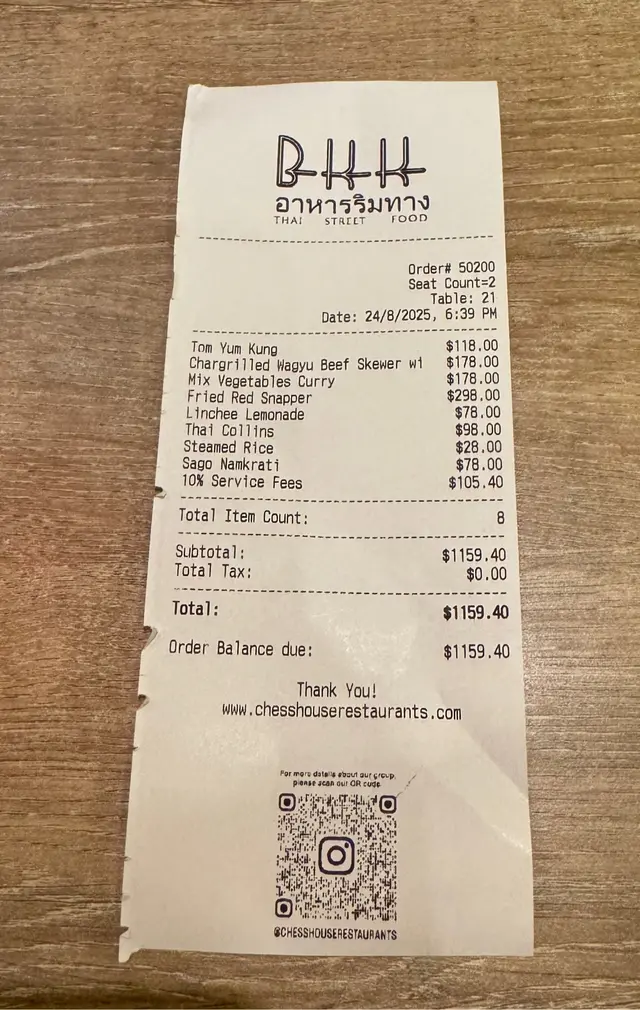 BKK
อาหารริมทาง
THAI STREET FOOD
Order# 50200
Seat Count=2
Table: 21
Date: 24/8/2025, 6:39 PM
Tom Yum Kung $118.00
Chargrilled Wagyu Beef Skewer wi $178.00
Mix Vegetables Curry $178.00
Fried Red Snapper $298.00
Linchee Lemonade $78.00
Thai Collins $98.00
Steamed Rice $28.00
Sago Namkrati $78.00
10% Service Fees $105.40
Total Item Count: 8
Subtotal: $1159.40
Total Tax: $0.00
Total: $1159.40
Order Balance due: $1159.40
Thank You!
www.chesshouserestaurants.com
For more details about our group,
please scan our QR code.
@CHESSHOUSERESTAURANTS